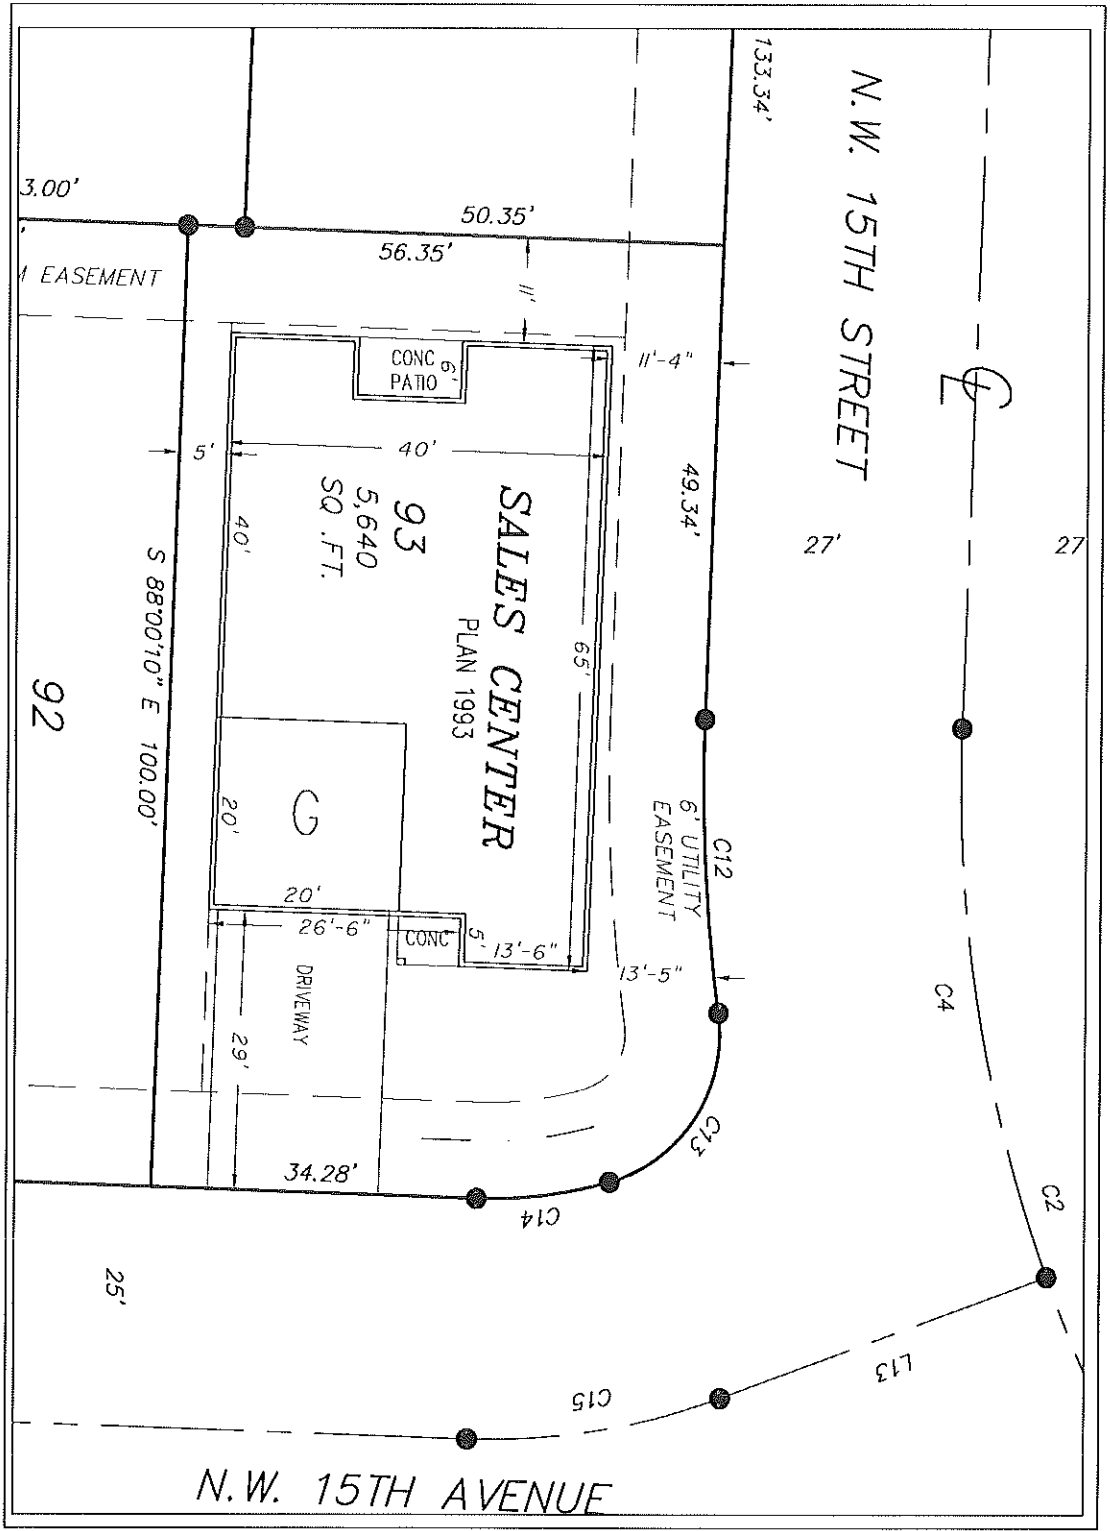 133.34'
N.W. 15TH STREET
27'
27
3.00'
50.35'
56.35'
EASEMENT
11'
CONC
PATIO
6'
11'-4"
5'
40'
49.34'
93
5,640
SQ .FT.
SALES CENTER
PLAN 1993
40'
65'
S 88°00'10" E 100.00'
92
G
20'
20'
26'-6"
CONC
5'
13'-6"
13'-5"
6' UTILITY
EASEMENT
C12
C4
DRIVEWAY
29'
34.28'
C13
C14
C2
25'
L13
C15
N.W. 15TH AVENUE